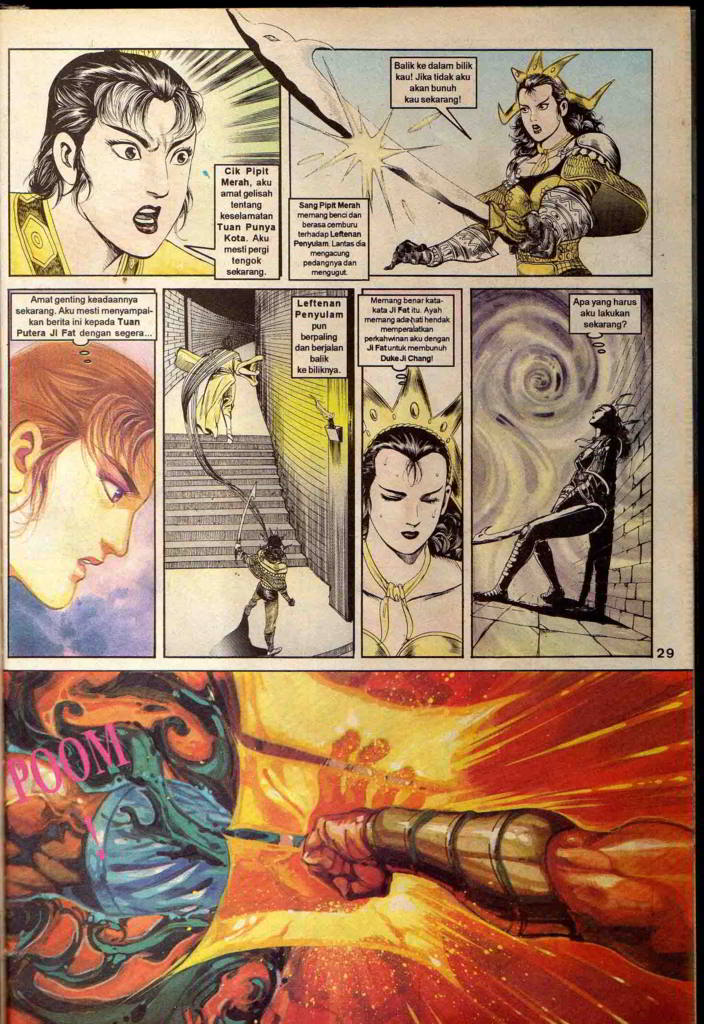 Cik Pipit
Merah, aku
amat gelisah
tentang
keselamatan
Tuan Punya
Kota. Aku
mesti pergi
tengok
sekarang.
Balik ke dalam bilik
kau! Jika tidak aku
akan bunuh
kau sekarang!
Sang Pipit Merah
memang benci dan
berasa cemburu
terhadap Leftenan
Penyulam. Lantas dia
mengacung
pedangnya dan
mengugut.
Amat genting keadaannya
sekarang. Aku mesti menyampai-
kan berita ini kepada Tuan
Putera Ji Fat dengan segera...
Leftenan
Penyulam
pun
berpaling
dan berjalan
balik
ke biliknya.
Memang benar kata-
kata Ji Fat itu. Ayah
memang ada hati hendak
memperalatkan
perkahwinan aku dengan
Ji Fat untuk membunuh
Duke Ji Chang!
Apa yang harus
aku lakukan
sekarang?
29
POOM
!